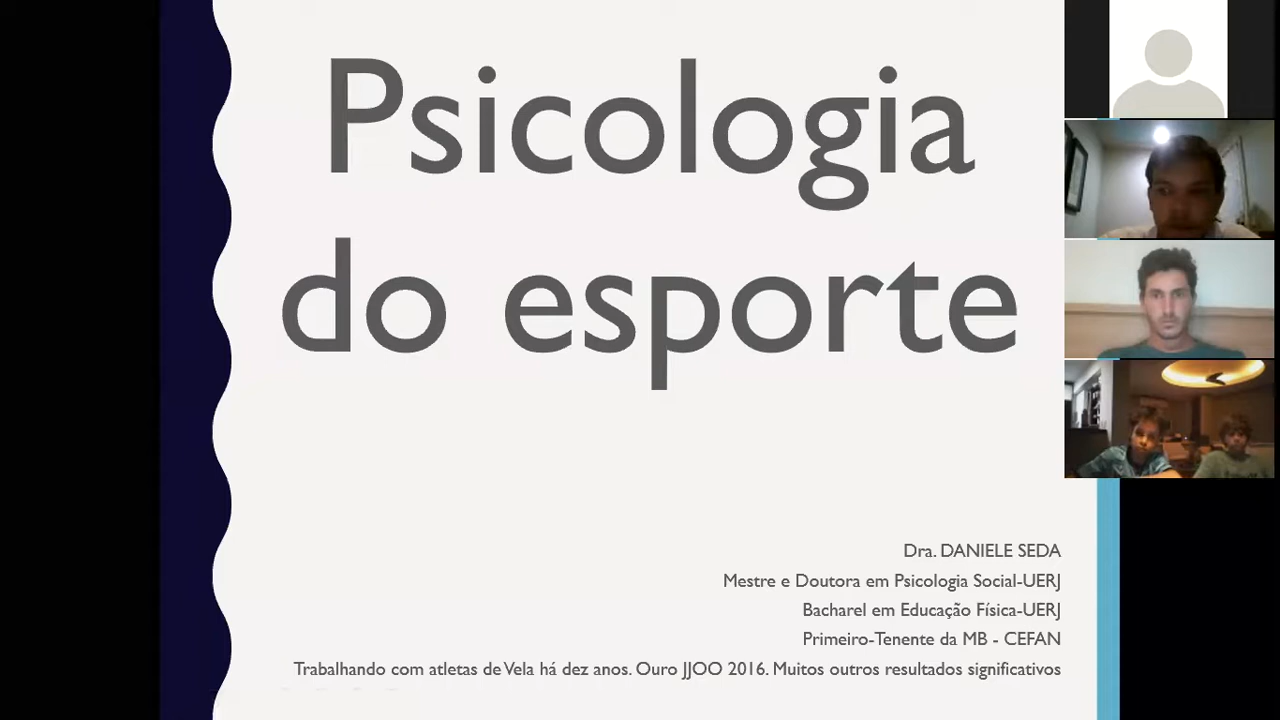 Psicologia
do esporte
Dra. DANIELE SEDA
Mestre e Doutora em Psicologia Social-UERJ
Bacharel em Educação Física-UERJ
Primeiro-Tenente da MB - CEFAN
Trabalhando com atletas de Vela há dez anos. Ouro JJOO 2016. Muitos outros resultados significativos